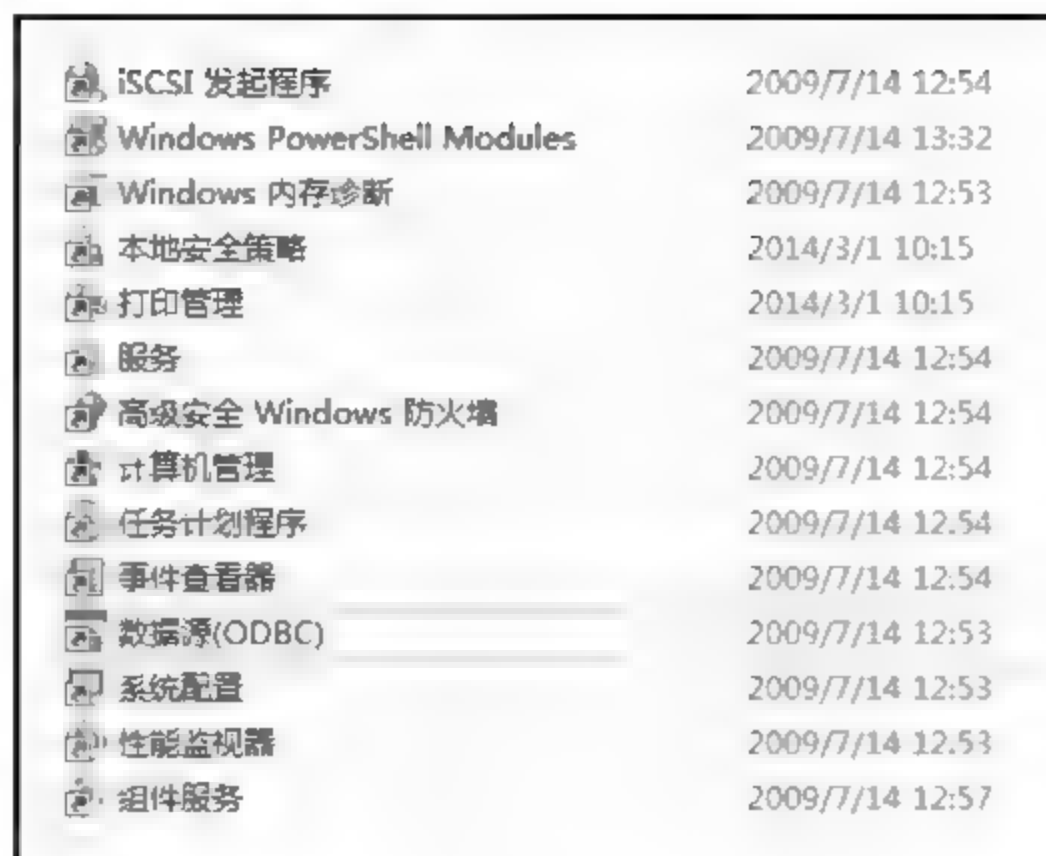 iSCSI 发起程序 2009/7/14 12:54
Windows PowerShell Modules 2009/7/14 13:32
Windows 内存诊断 2009/7/14 12:53
本地安全策略 2014/3/1 10:15
打印管理 2014/3/1 10:15
服务 2009/7/14 12:54
高级安全 Windows 防火墙 2009/7/14 12:54
计算机管理 2009/7/14 12:54
任务计划程序 2009/7/14 12:54
事件查看器 2009/7/14 12:54
数据源(ODBC) 2009/7/14 12:53
系统配置 2009/7/14 12:53
性能监视器 2009/7/14 12:53
组件服务 2009/7/14 12:57